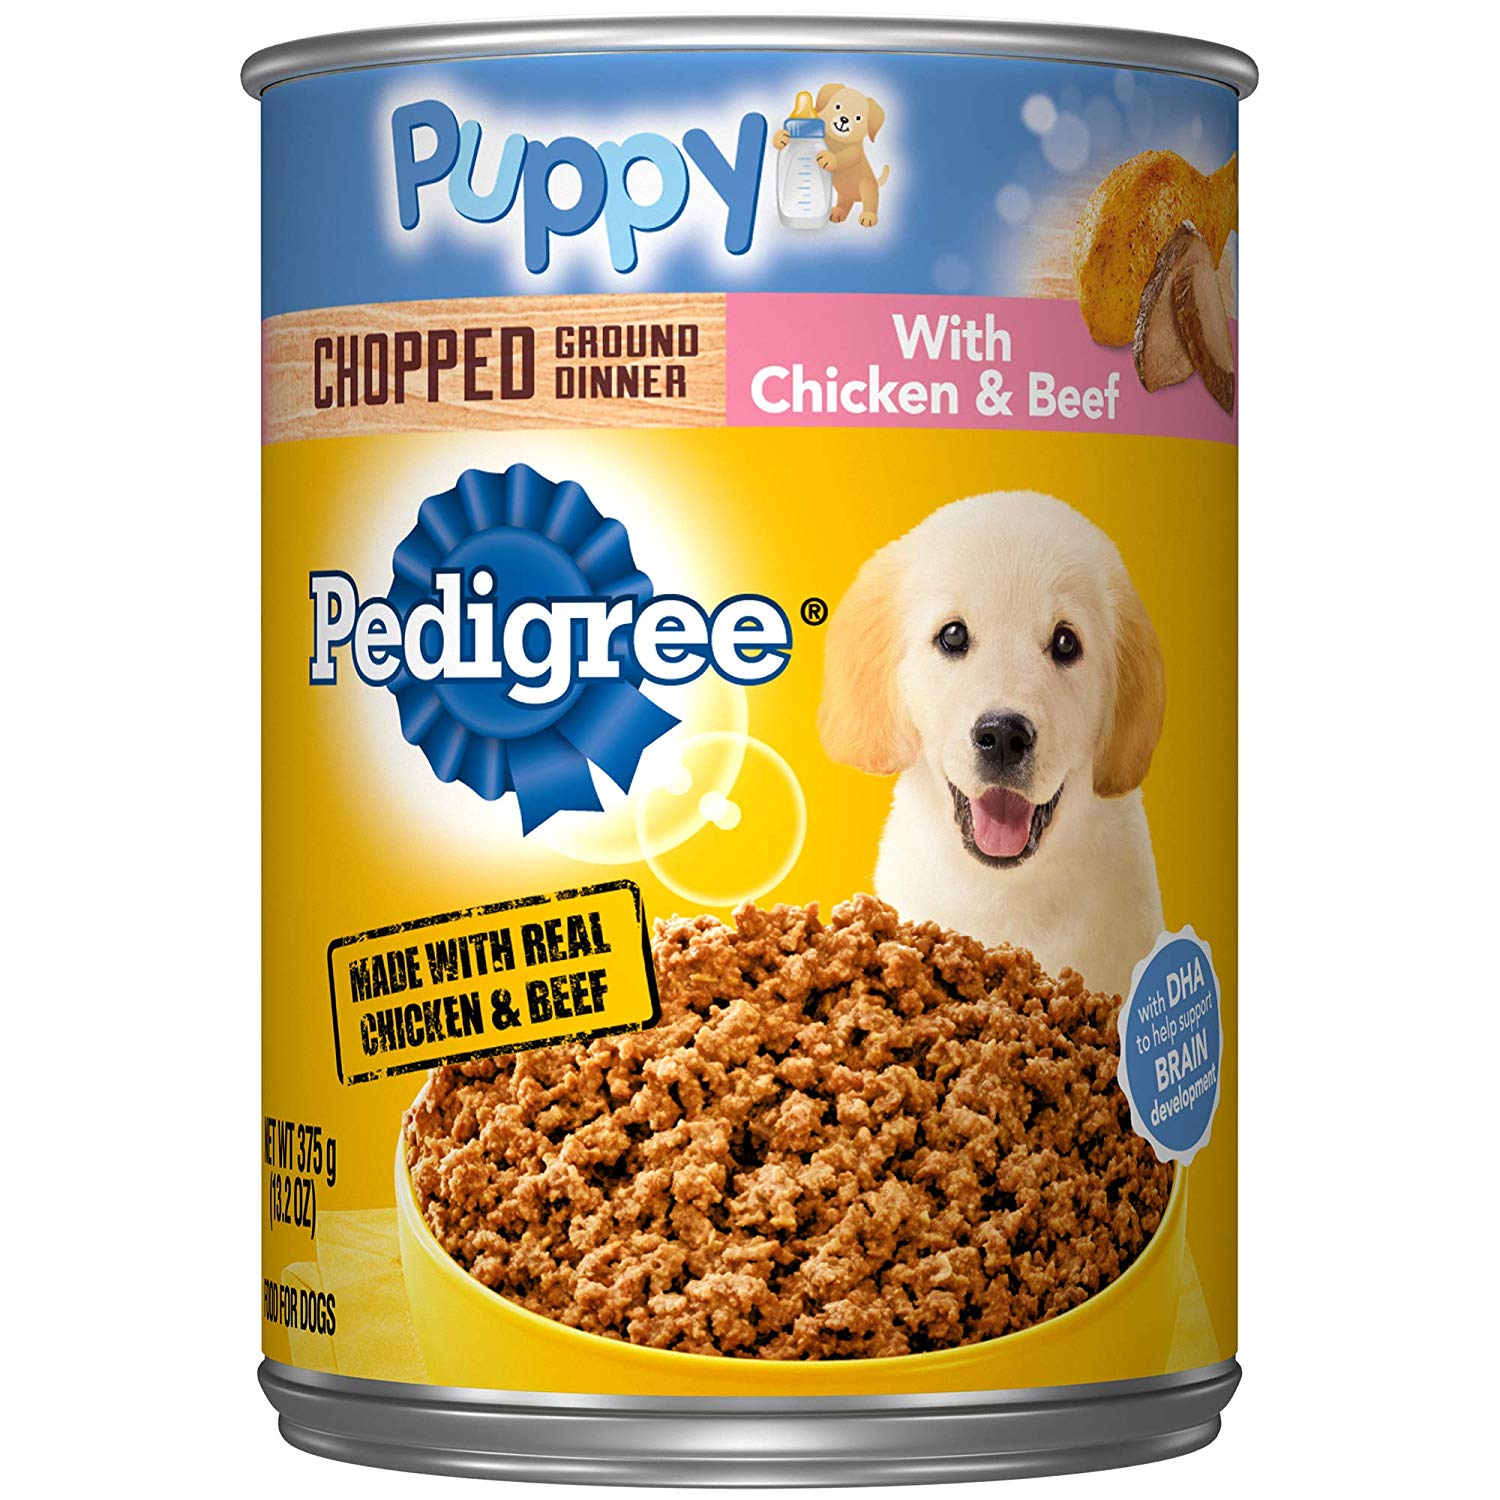 Puppy
CHOPPED GROUND DINNER
With
Chicken & Beef
Pedigree®
MADE WITH REAL
CHICKEN & BEEF
with DHA
to help support
BRAIN
development
NET WT 375 g
(13.2 OZ)
FOOD FOR DOGS